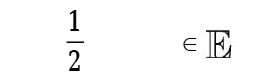 1/2 ∈ 𝔼